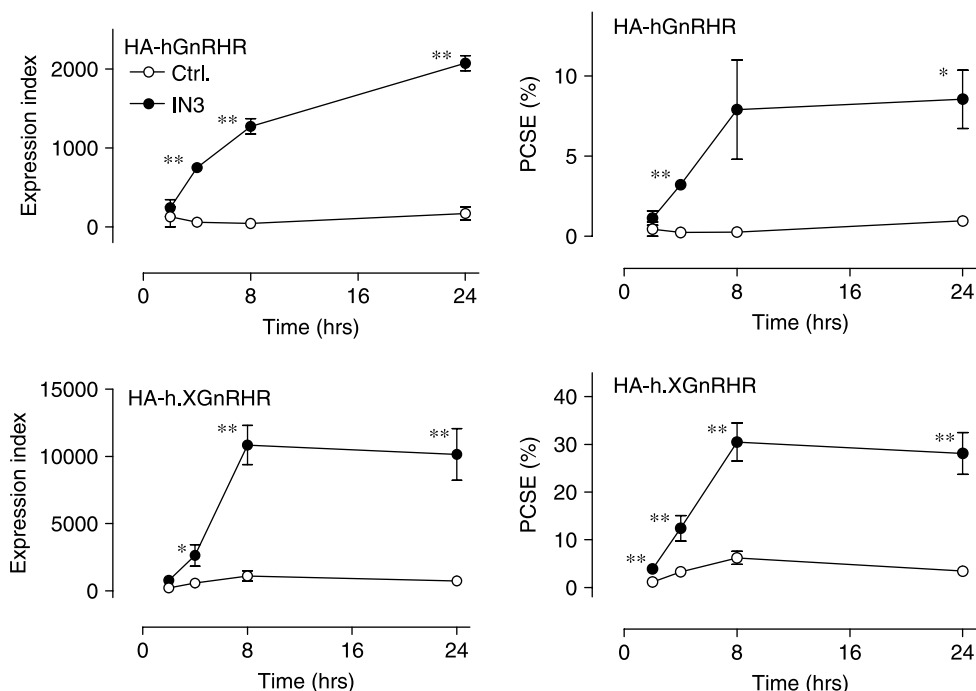 HA-hGnRHR
Ctrl.
IN3
Expression index
2000
1000
0
**
**
**
0 8 16 24
Time (hrs)
HA-hGnRHR
PCSE (%)
10
5
0
**
*
0 8 16 24
Time (hrs)
HA-h.XGnRHR
Expression index
15000
10000
5000
0
*
**
**
0 8 16 24
Time (hrs)
HA-h.XGnRHR
PCSE (%)
40
30
20
10
0
**
**
**
**
0 8 16 24
Time (hrs)